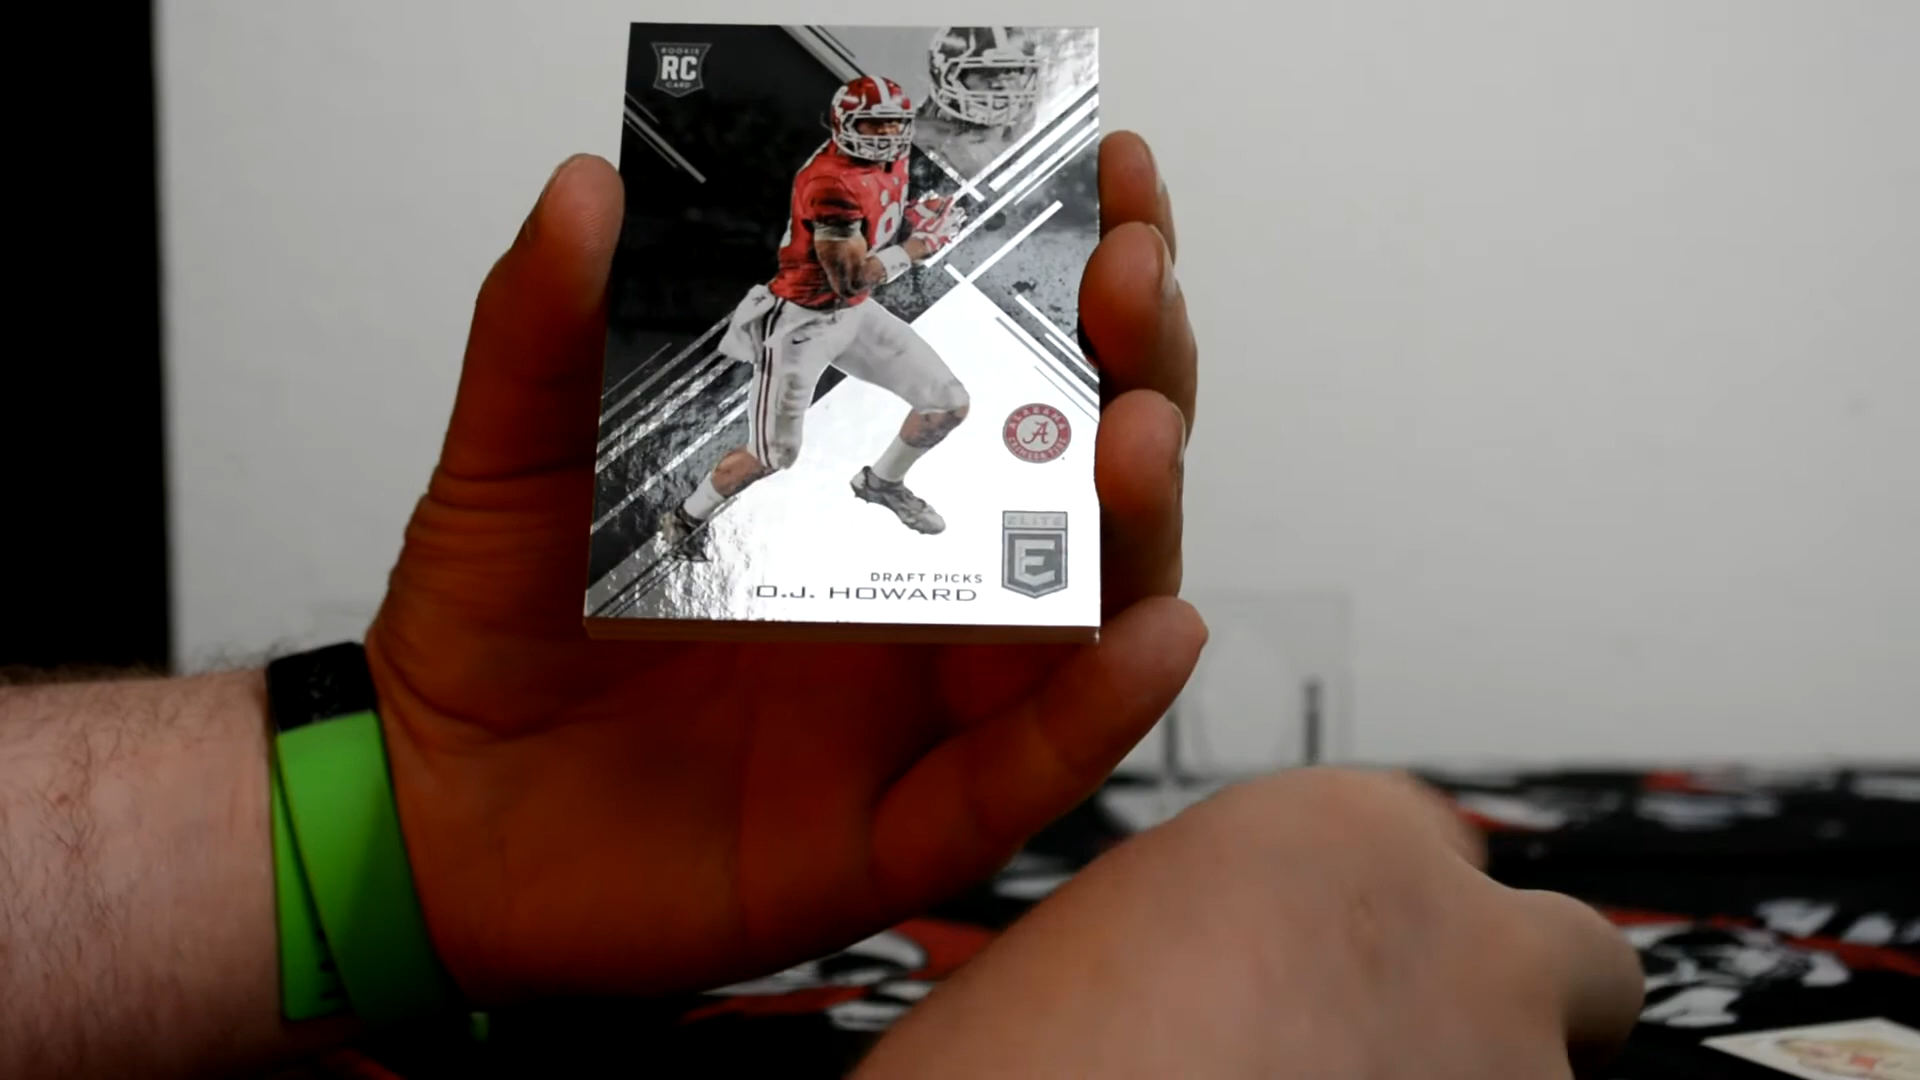 ROOKIE
RC
CARD
ALABAMA
A
CRIMSON TIDE
ELITE
E
DRAFT PICKS
O.J. HOWARD